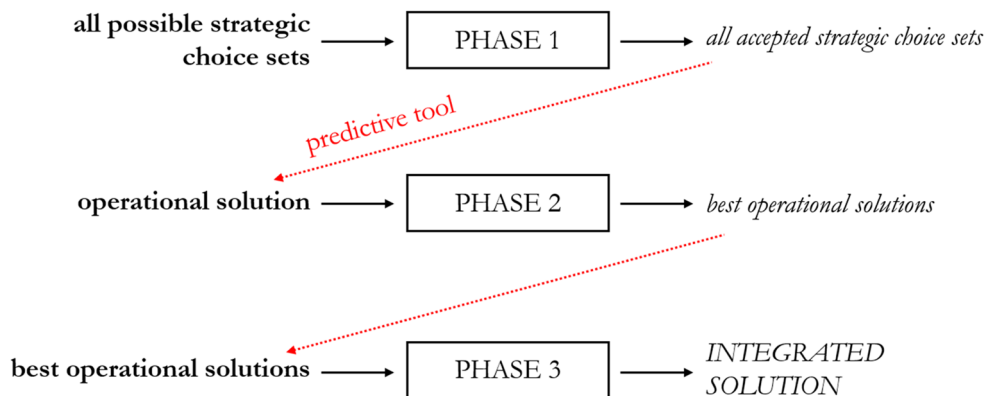 all possible strategic
choice sets
PHASE 1
all accepted strategic choice sets
predictive tool
operational solution
PHASE 2
best operational solutions
best operational solutions
PHASE 3
INTEGRATED
SOLUTION